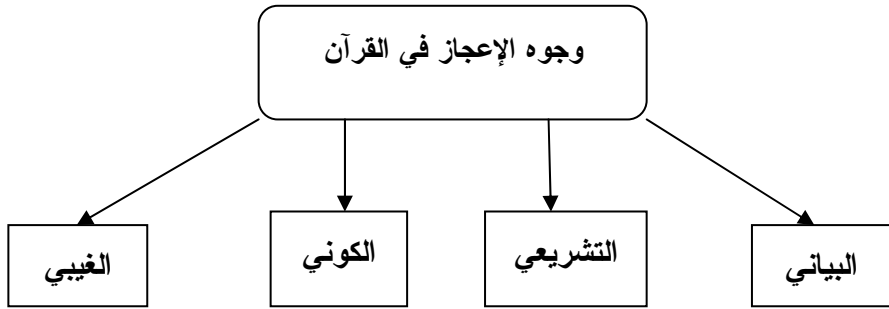 وجوه الإعجاز في القرآن
البياني
التشريعي
الكوني
الغيبي